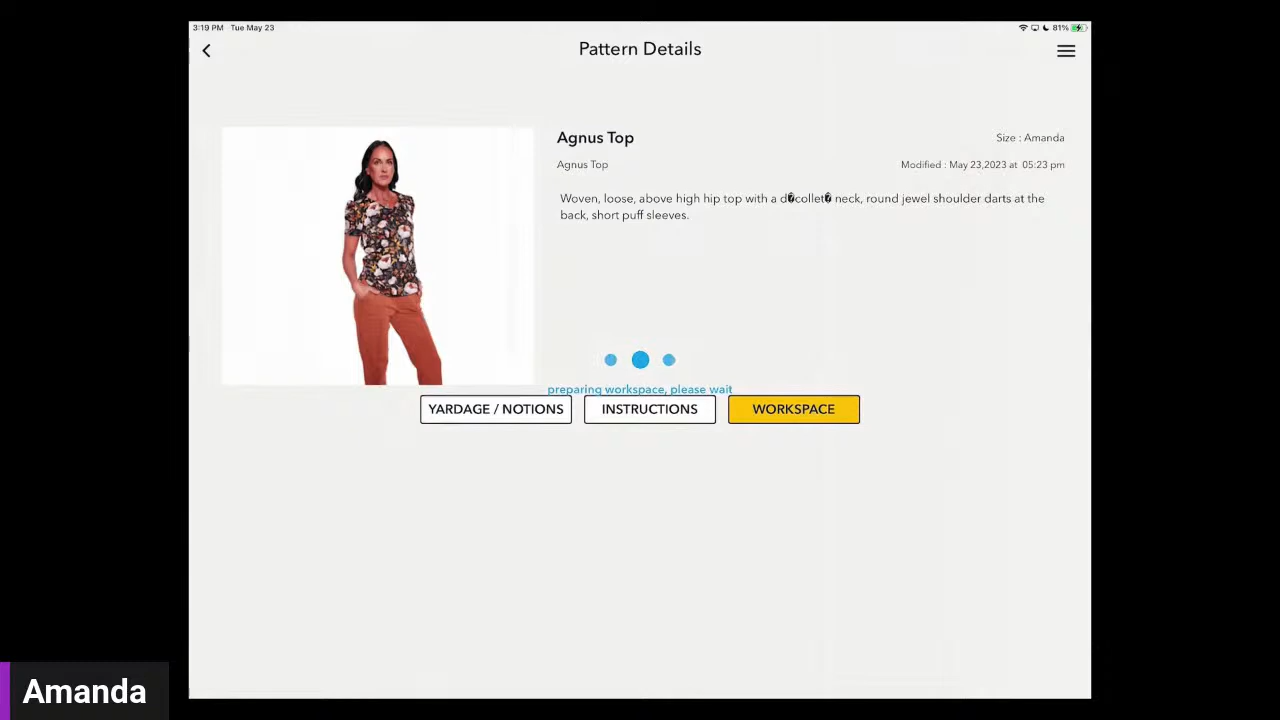 3:19 PM Tue May 23
81%
Pattern Details
Agnus Top
Size : Amanda
Agnus Top
Modified : May 23,2023 at 05:23 pm
Woven, loose, above high hip top with a d�collet� neck, round jewel shoulder darts at the
back, short puff sleeves.
preparing workspace, please wait
YARDAGE / NOTIONS
INSTRUCTIONS
WORKSPACE
Amanda